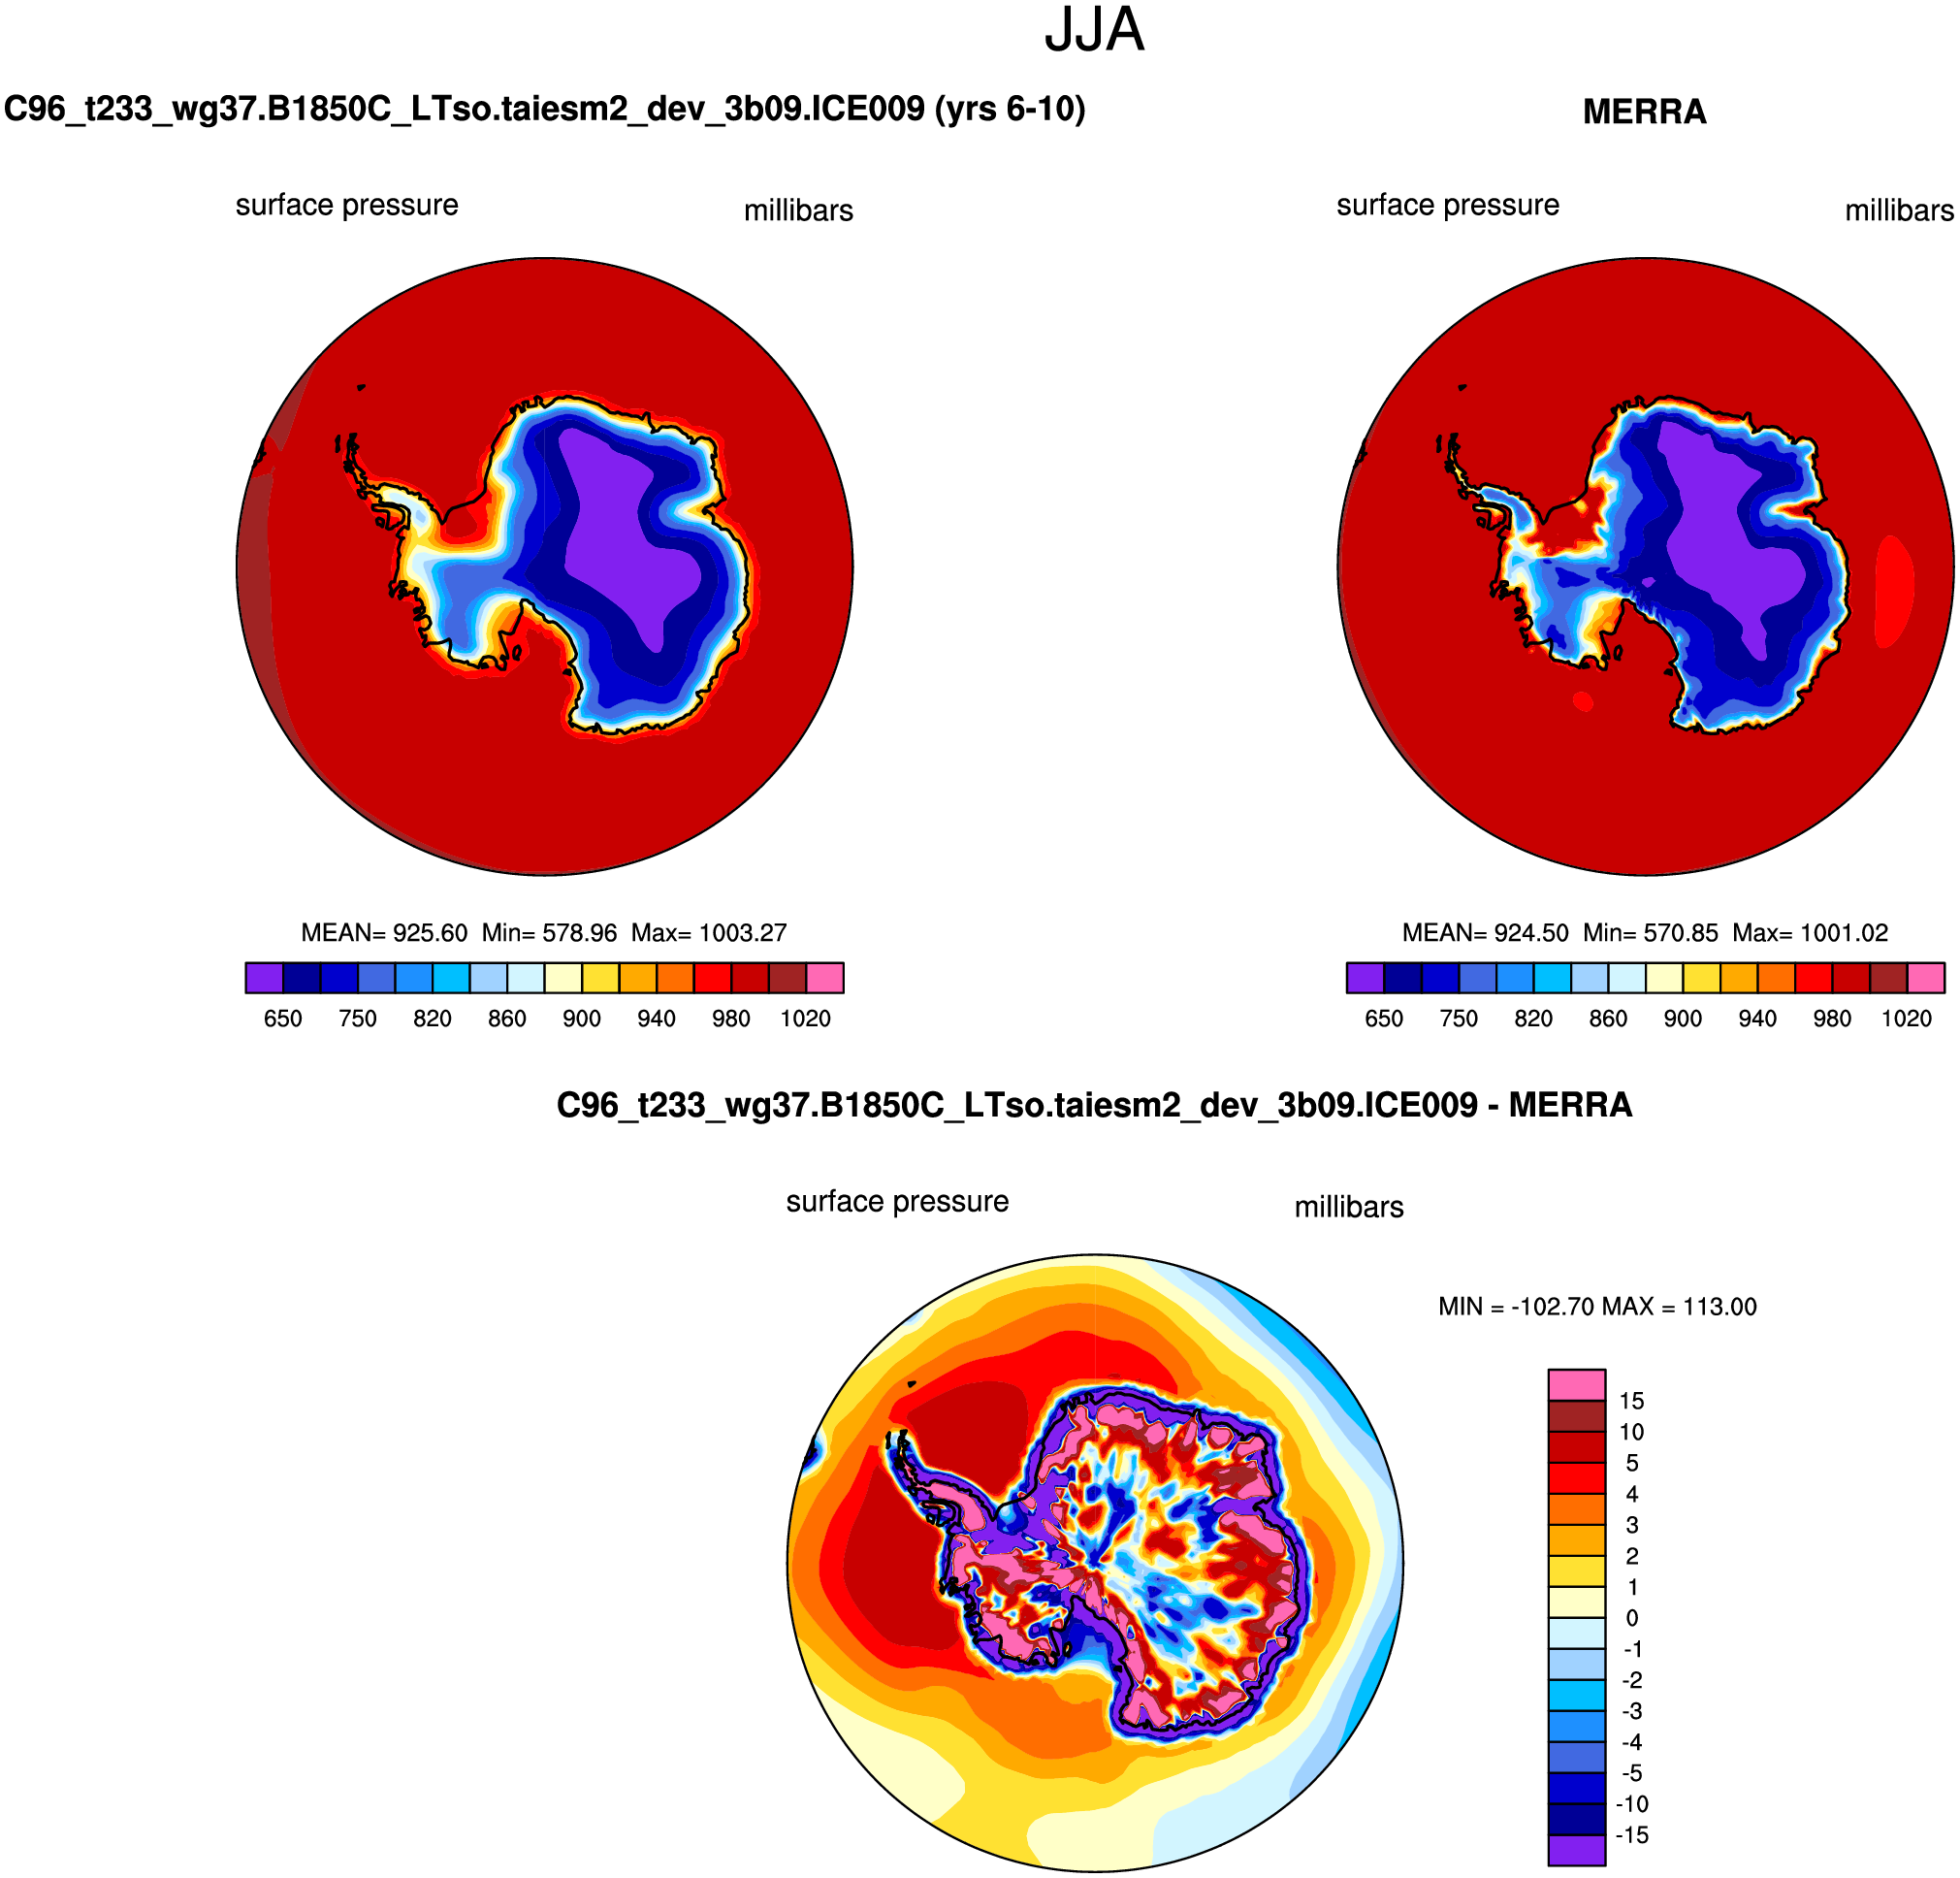 JJA
C96_t233_wg37.B1850C_LTso.taiesm2_dev_3b09.ICE009 (yrs 6-10)
MERRA
surface pressure millibars
surface pressure millibars
MEAN= 925.60 Min= 578.96 Max= 1003.27
650 750 820 860 900 940 980 1020
MEAN= 924.50 Min= 570.85 Max= 1001.02
650 750 820 860 900 940 980 1020
C96_t233_wg37.B1850C_LTso.taiesm2_dev_3b09.ICE009 - MERRA
surface pressure millibars
MIN = -102.70 MAX = 113.00
15
10
5
4
3
2
1
0
-1
-2
-3
-4
-5
-10
-15